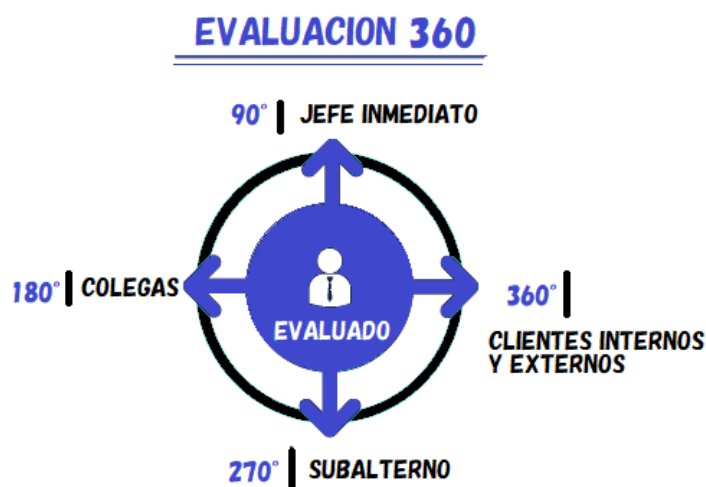 EVALUACION 360
90° | JEFE INMEDIATO
180° | COLEGAS
EVALUADO
360° |
CLIENTES INTERNOS
Y EXTERNOS
270° | SUBALTERNO